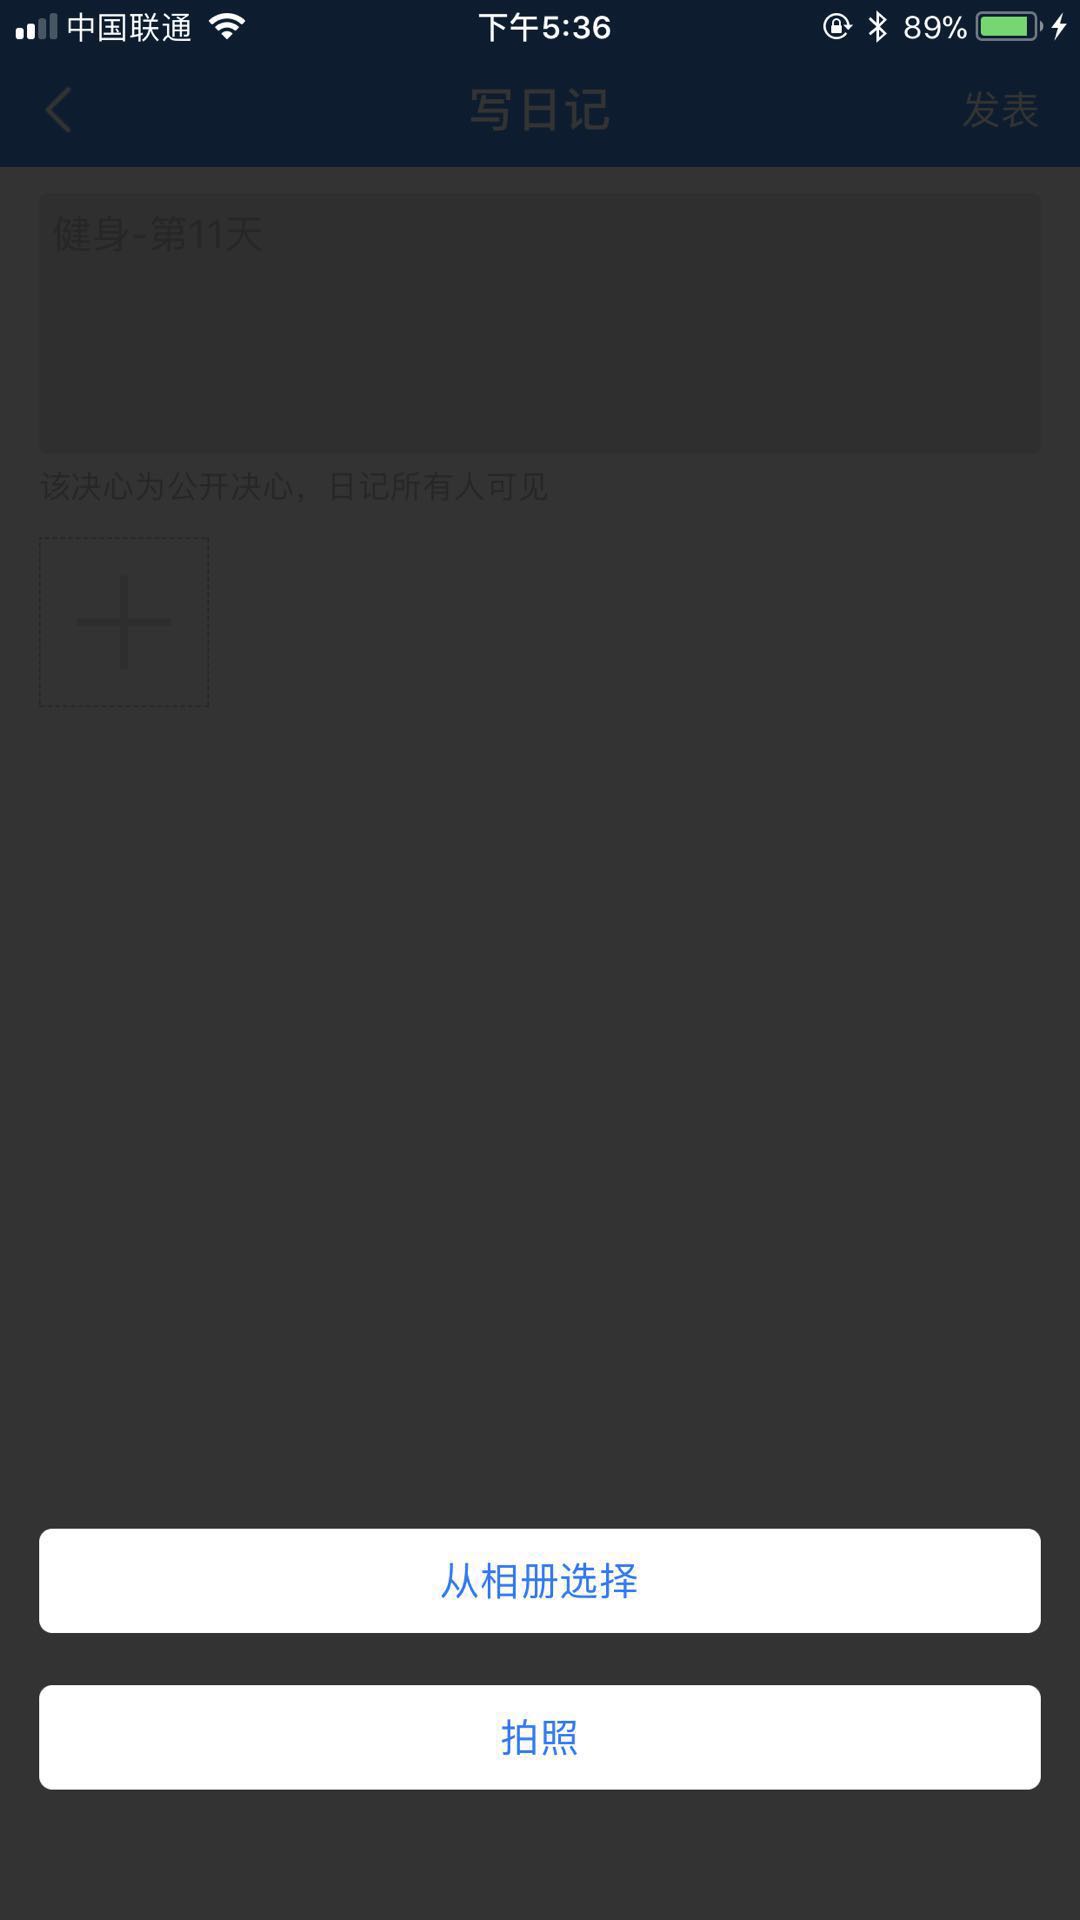 中国联通 下午5:36 89%
写日记 发表
健身-第11天
该决心为公开决心，日记所有人可见
从相册选择
拍照